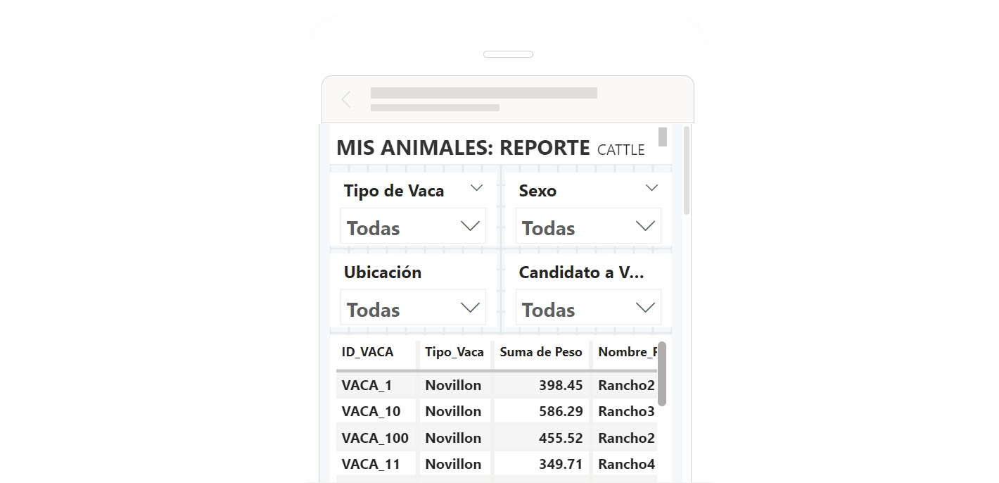 MIS ANIMALES: REPORTE CATTLE
Tipo de Vaca Sexo
Todas Todas
Ubicación Candidato a V...
Todas Todas
ID_VACA Tipo_Vaca Suma de Peso Nombre_R
VACA_1 Novillon 398.45 Rancho2
VACA_10 Novillon 586.29 Rancho3
VACA_100 Novillon 455.52 Rancho2
VACA_11 Novillon 349.71 Rancho4